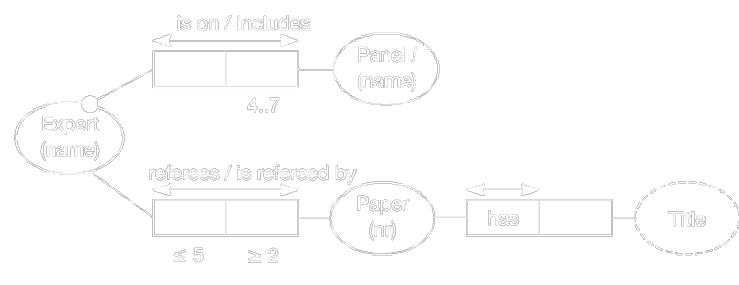 is on / includes
Panel /
(name)
4..7
Expert
(name)
referees / is refereed by
Paper
(nr)
has
Title
≤ 5
≥ 2